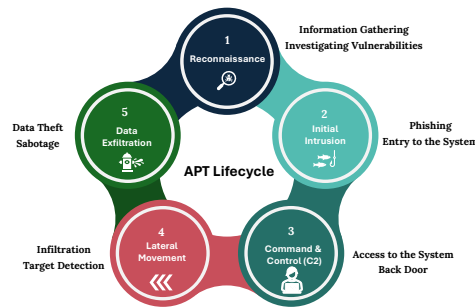 1
Reconnaissance
Information Gathering
Investigating Vulnerabilities
2
Initial
Intrusion
Phishing
Entry to the System
3
Command &
Control (C2)
Access to the System
Back Door
4
Lateral
Movement
Infiltration
Target Detection
5
Data
Exfiltration
Data Theft
Sabotage
APT Lifecycle